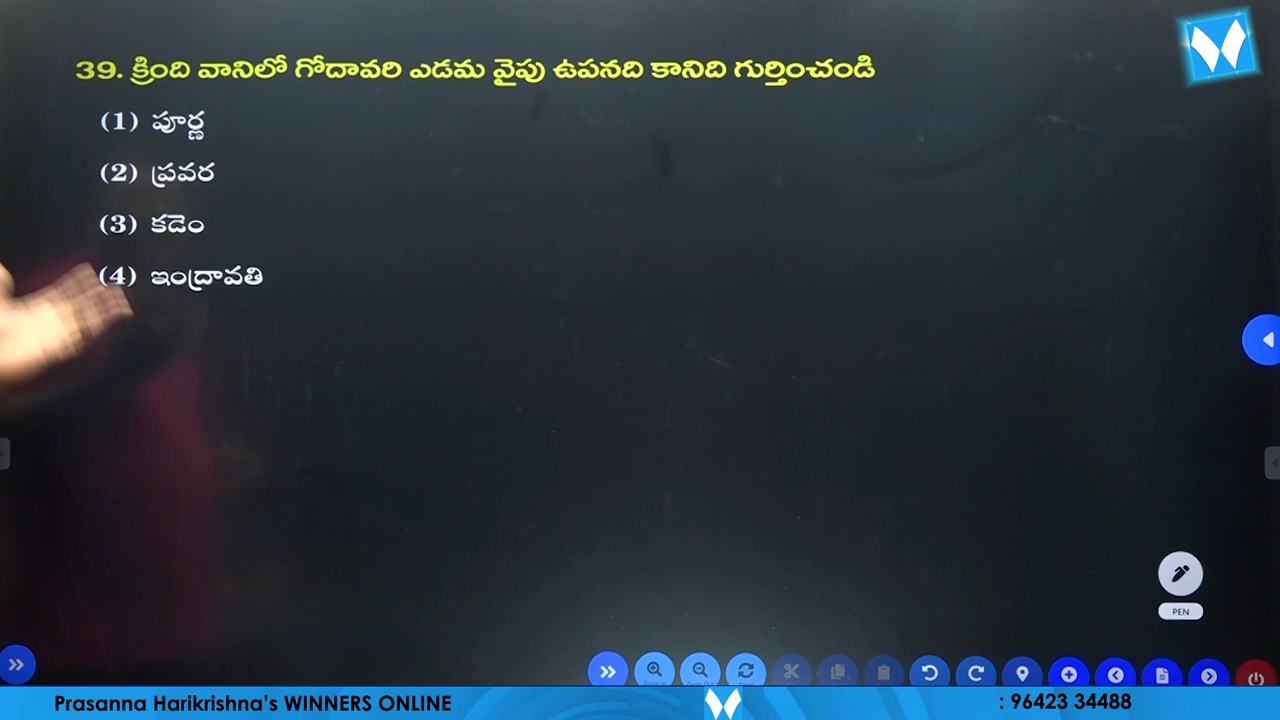 39. క్రింది వానిలో గోదావరి ఎడమ వైపు ఉపనది కానిది గుర్తించండి
(1) పూర్ణ
(2) ప్రవర
(3) కడెం
(4) ఇంద్రావతి
PEN
Prasanna Harikrishna's WINNERS ONLINE
: 96423 34488